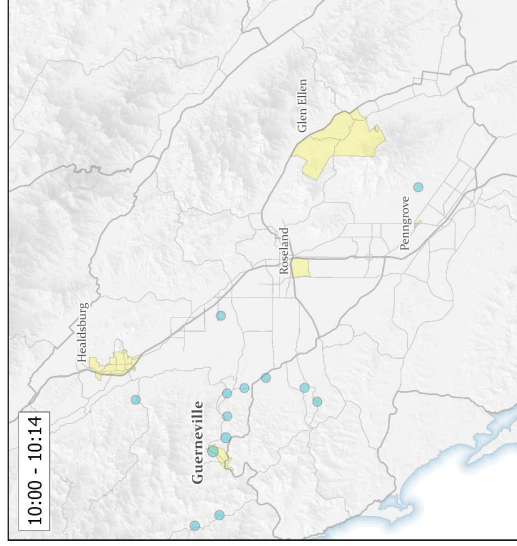 10:00 - 10:14
Healdsburg
Guerneville
Roseland
Glen Ellen
Penngrove